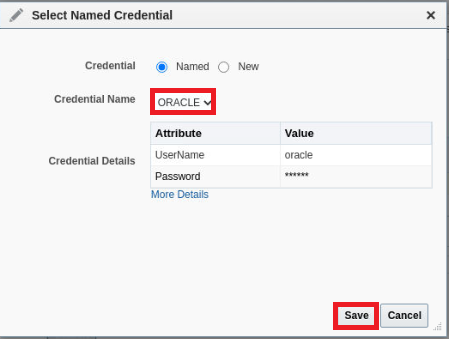 Select Named Credential
Credential Named New
Credential Name ORACLE
Attribute Value
Credential Details
UserName oracle
Password ******
More Details
Save Cancel